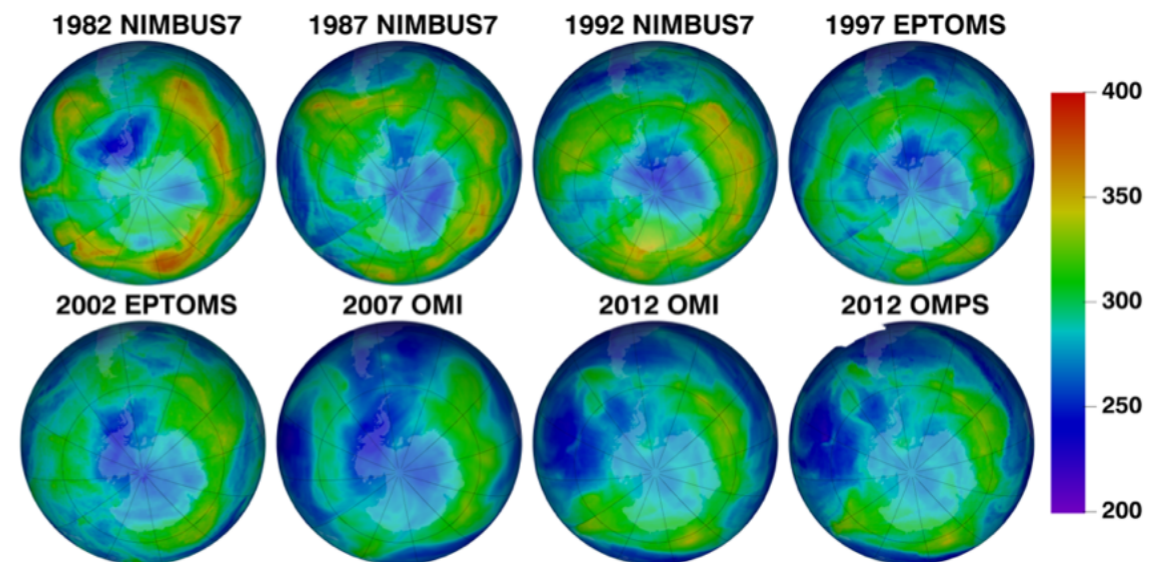 1982 NIMBUS7
1987 NIMBUS7
1992 NIMBUS7
1997 EPTOMS
400
350
300
250
200
2002 EPTOMS
2007 OMI
2012 OMI
2012 OMPS